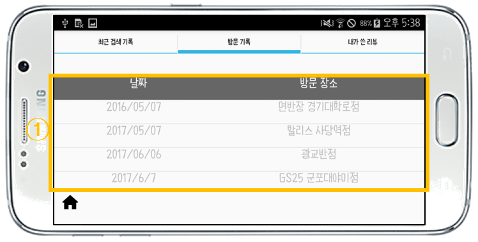 88% 오후 5:38
최근 검색 기록
방문 기록
내가 쓴 리뷰
날짜 방문 장소
2016/05/07 면반장 경기대학로점
2017/05/07 할리스 사당역점
2017/06/06 광교반점
2017/6/7 GS25 군포대야미점
①